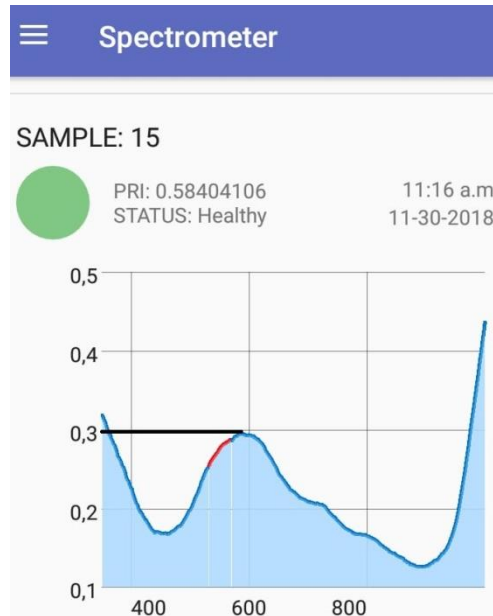 Spectrometer
SAMPLE: 15
PRI: 0.58404106 11:16 a.m
STATUS: Healthy 11-30-2018
0,5
0,4
0,3
0,2
0,1
400 600 800